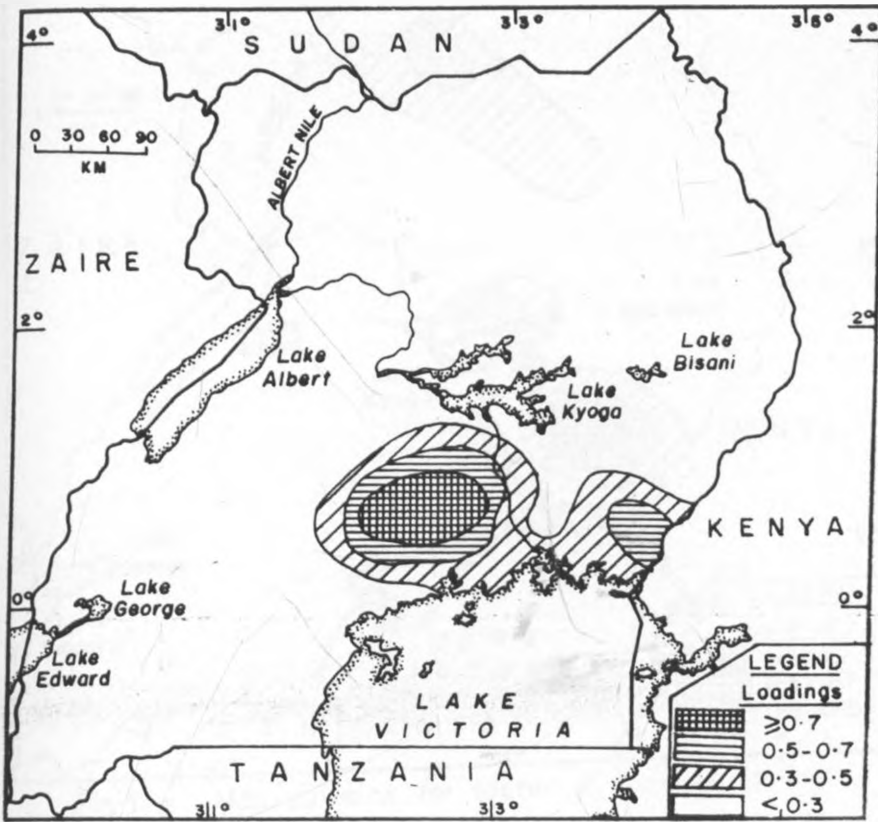 31° 33° 35°
4° SUDAN 4°
0 30 60 90
KM
ALBERT NILE
ZAIRE
2° 2°
Lake
Albert
Lake
Bisani
Lake
Kyoga
KENYA
Lake
George
0° 0°
Lake
Edward
LAKE
VICTORIA
TANZANIA
31° 33°
LEGEND
Loadings
≥0·7
0·5-0·7
0·3-0·5
<0·3